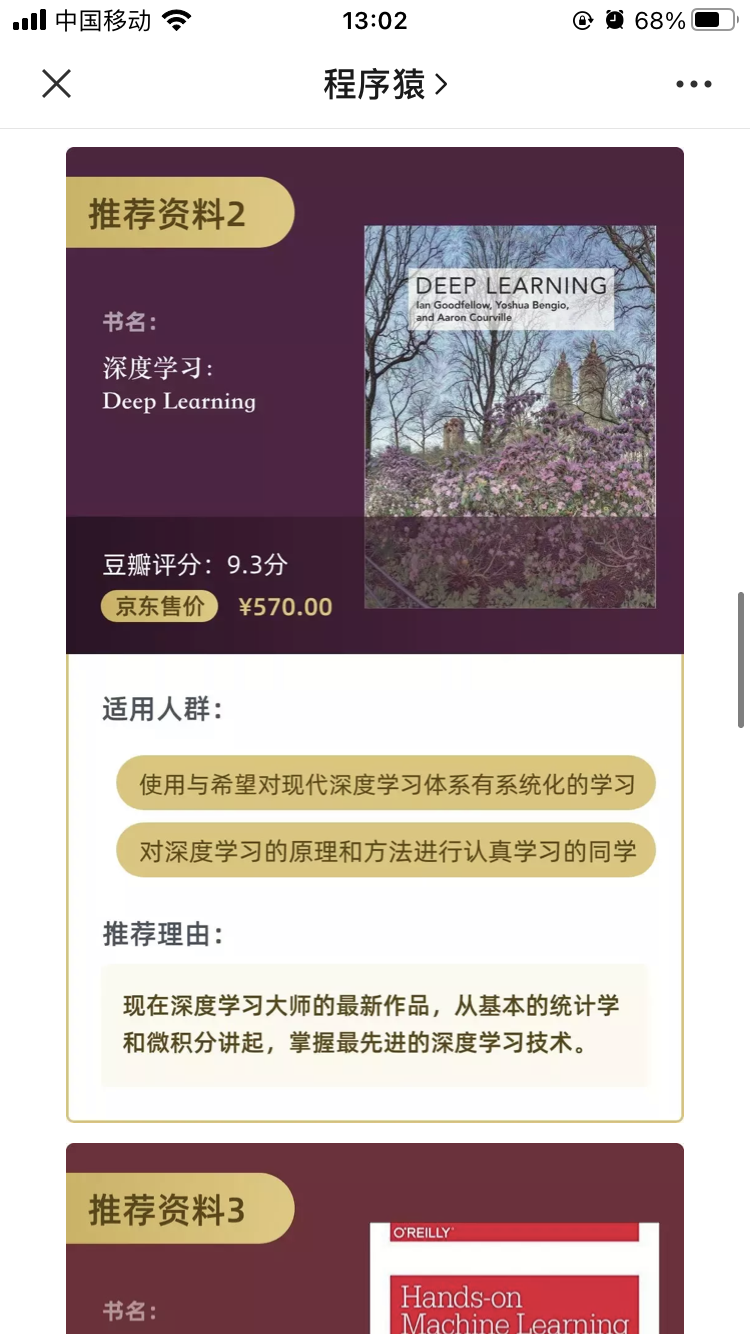 中国移动
13:02
68%
程序猿
推荐资料2
DEEP LEARNING
Ian Goodfellow, Yoshua Bengio,
and Aaron Courville
书名：
深度学习：
Deep Learning
豆瓣评分：9.3分
京东售价 ¥570.00
适用人群：
使用与希望对现代深度学习体系有系统化的学习
对深度学习的原理和方法进行认真学习的同学
推荐理由：
现在深度学习大师的最新作品，从基本的统计学
和微积分讲起，掌握最先进的深度学习技术。
推荐资料3
O'REILLY
书名：
Hands-on
Machine Learning